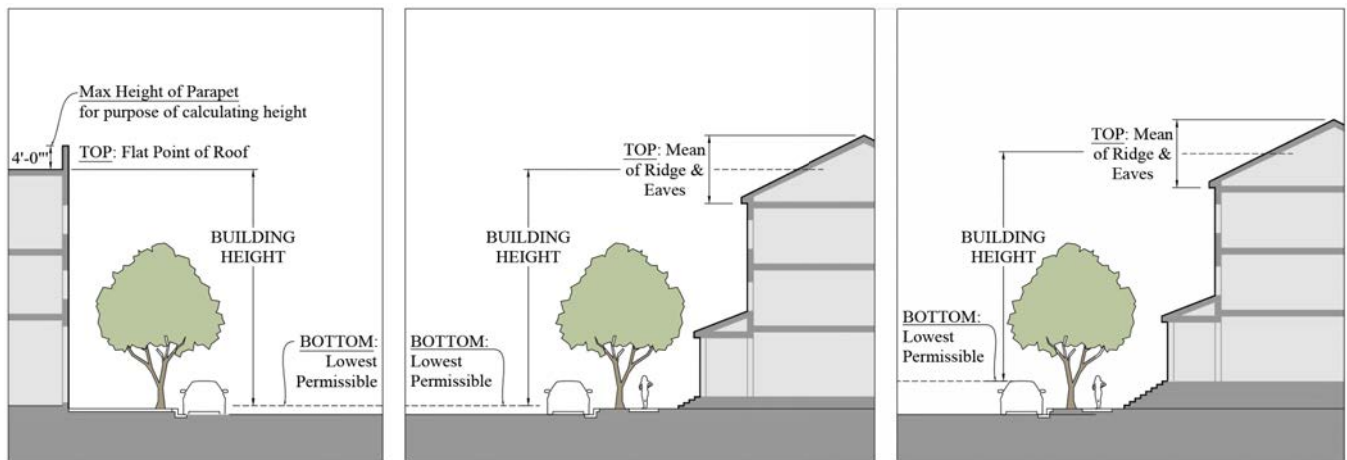 Max Height of Parapet
for purpose of calculating height
4'-0"'
TOP: Flat Point of Roof
BUILDING
HEIGHT
BOTTOM:
Lowest
Permissible
TOP: Mean
of Ridge &
Eaves
BUILDING
HEIGHT
BOTTOM:
Lowest
Permissible
TOP: Mean
of Ridge &
Eaves
BUILDING
HEIGHT
BOTTOM:
Lowest
Permissible